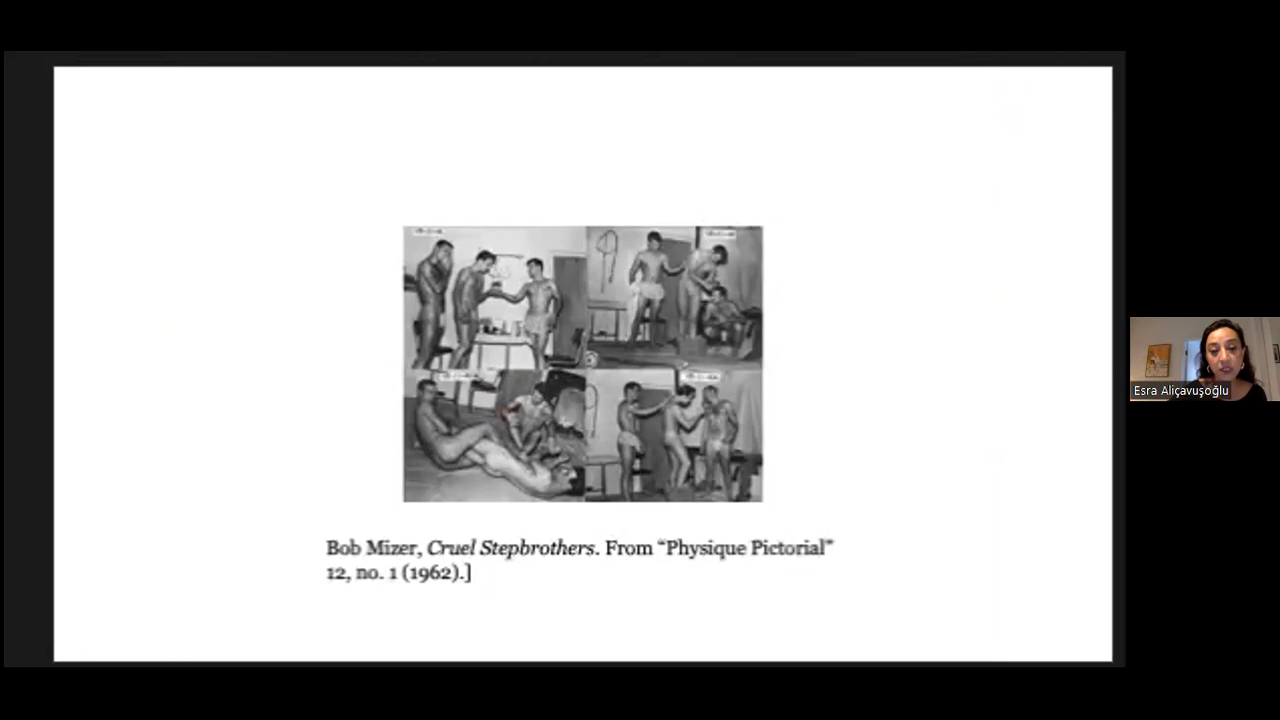 Bob Mizer, Cruel Stepbrothers. From “Physique Pictorial”
12, no. 1 (1962).]
Esra Aliçavuşoğlu